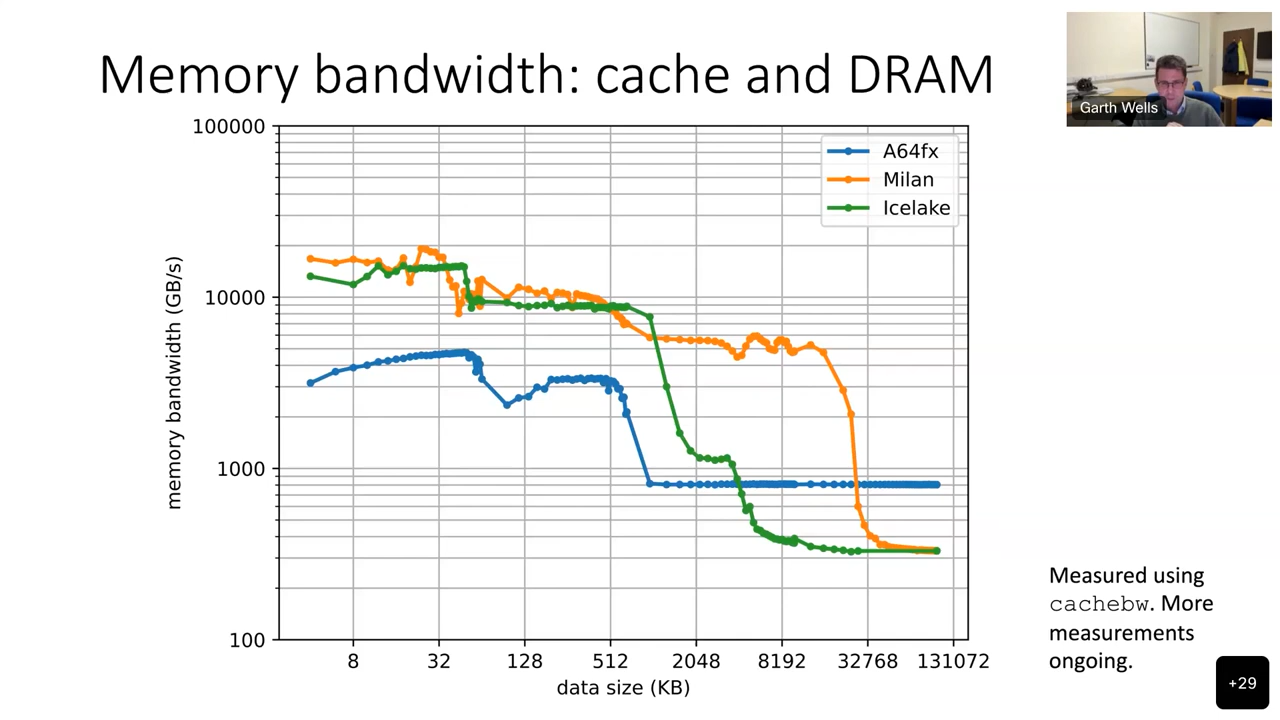 Memory bandwidth: cache and DRAM
Garth Wells
100000
10000
1000
100
memory bandwidth (GB/s)
A64fx
Milan
Icelake
8 32 128 512 2048 8192 32768 131072
data size (KB)
Measured using
cachebw. More
measurements
ongoing.
+29